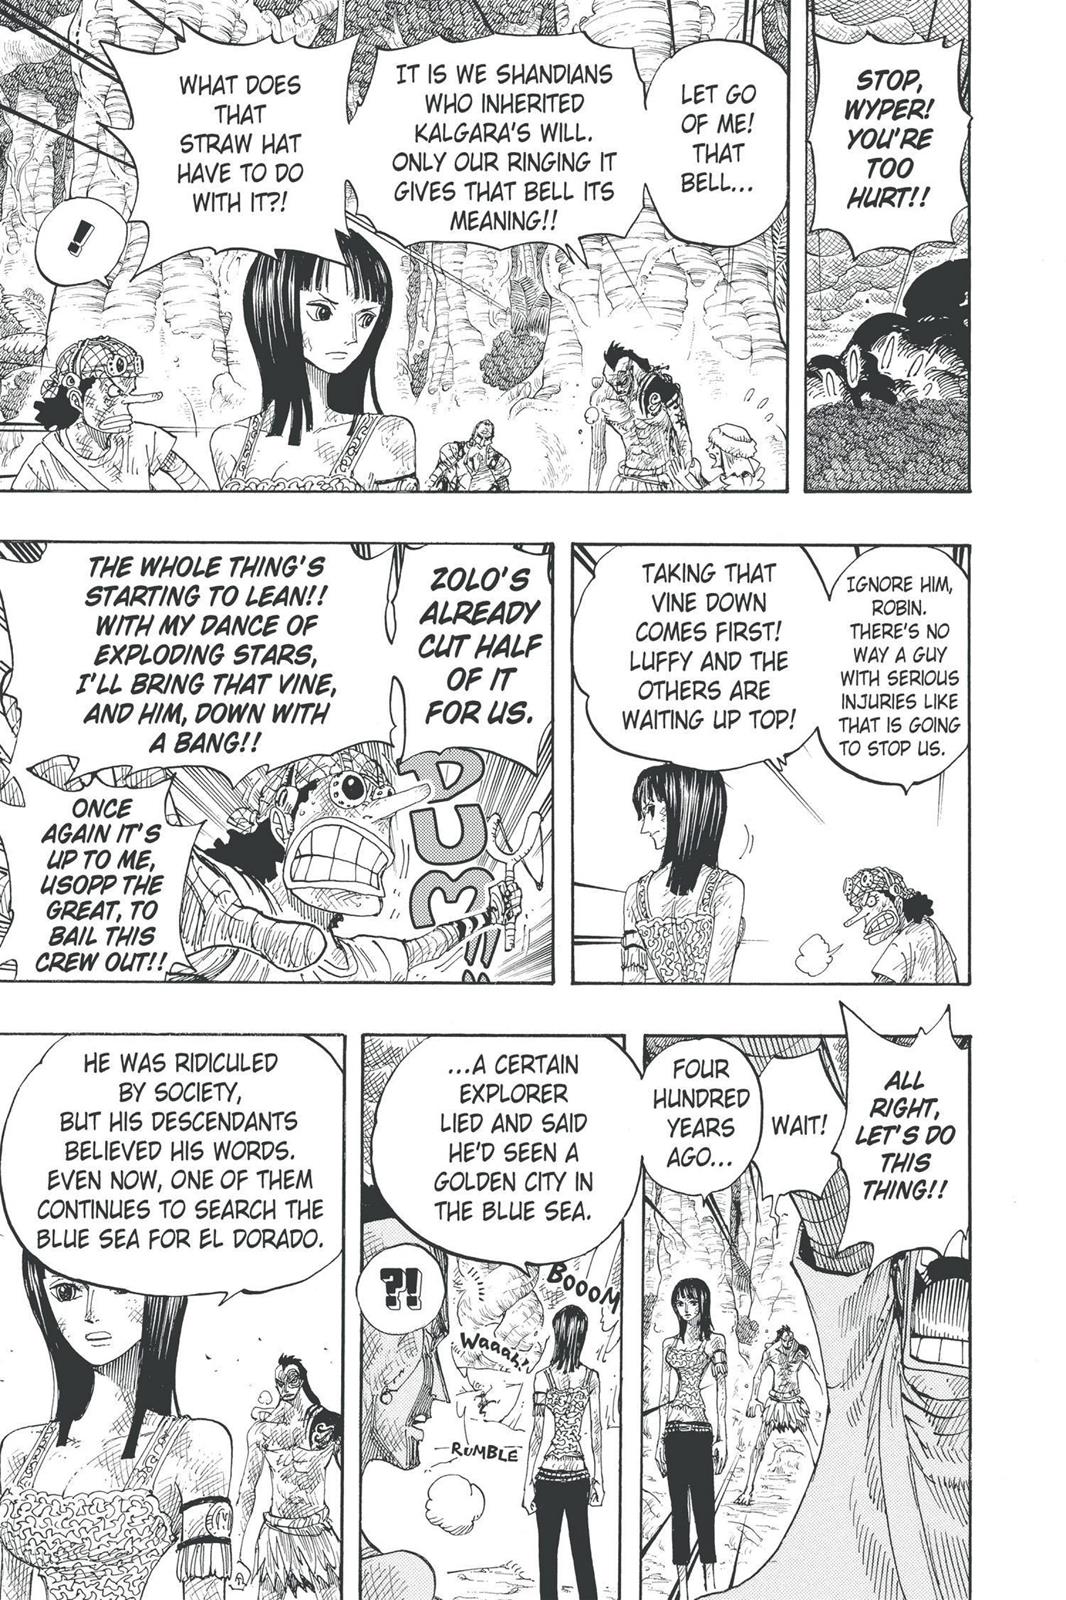 STOP,
WYPER!
YOU'RE
TOO
HURT!!
LET GO
OF ME!
THAT
BELL...
IT IS WE SHANDIANS
WHO INHERITED
KALGARA'S WILL.
ONLY OUR RINGING IT
GIVES THAT BELL ITS
MEANING!!
WHAT DOES
THAT
STRAW HAT
HAVE TO DO
WITH IT?!
!
IGNORE HIM,
ROBIN.
THERE'S NO
WAY A GUY
WITH SERIOUS
INJURIES LIKE
THAT IS GOING
TO STOP US.
TAKING THAT
VINE DOWN
COMES FIRST!
LUFFY AND THE
OTHERS ARE
WAITING UP TOP!
ZOLO'S
ALREADY
CUT HALF
OF IT
FOR US.
THE WHOLE THING'S
STARTING TO LEAN!!
WITH MY DANCE OF
EXPLODING STARS,
I'LL BRING THAT VINE,
AND HIM, DOWN WITH
A BANG!!
DUM!!
ONCE
AGAIN IT'S
UP TO ME,
USOPP THE
GREAT, TO
BAIL THIS
CREW OUT!!
ALL
RIGHT,
LET'S DO
THIS
THING!!
WAIT!
FOUR
HUNDRED
YEARS
AGO...
...A CERTAIN
EXPLORER
LIED AND SAID
HE'D SEEN A
GOLDEN CITY IN
THE BLUE SEA.
BOOOM
Waaah!
?!
RUMBLE
HE WAS RIDICULED
BY SOCIETY,
BUT HIS DESCENDANTS
BELIEVED HIS WORDS.
EVEN NOW, ONE OF THEM
CONTINUES TO SEARCH THE
BLUE SEA FOR EL DORADO.